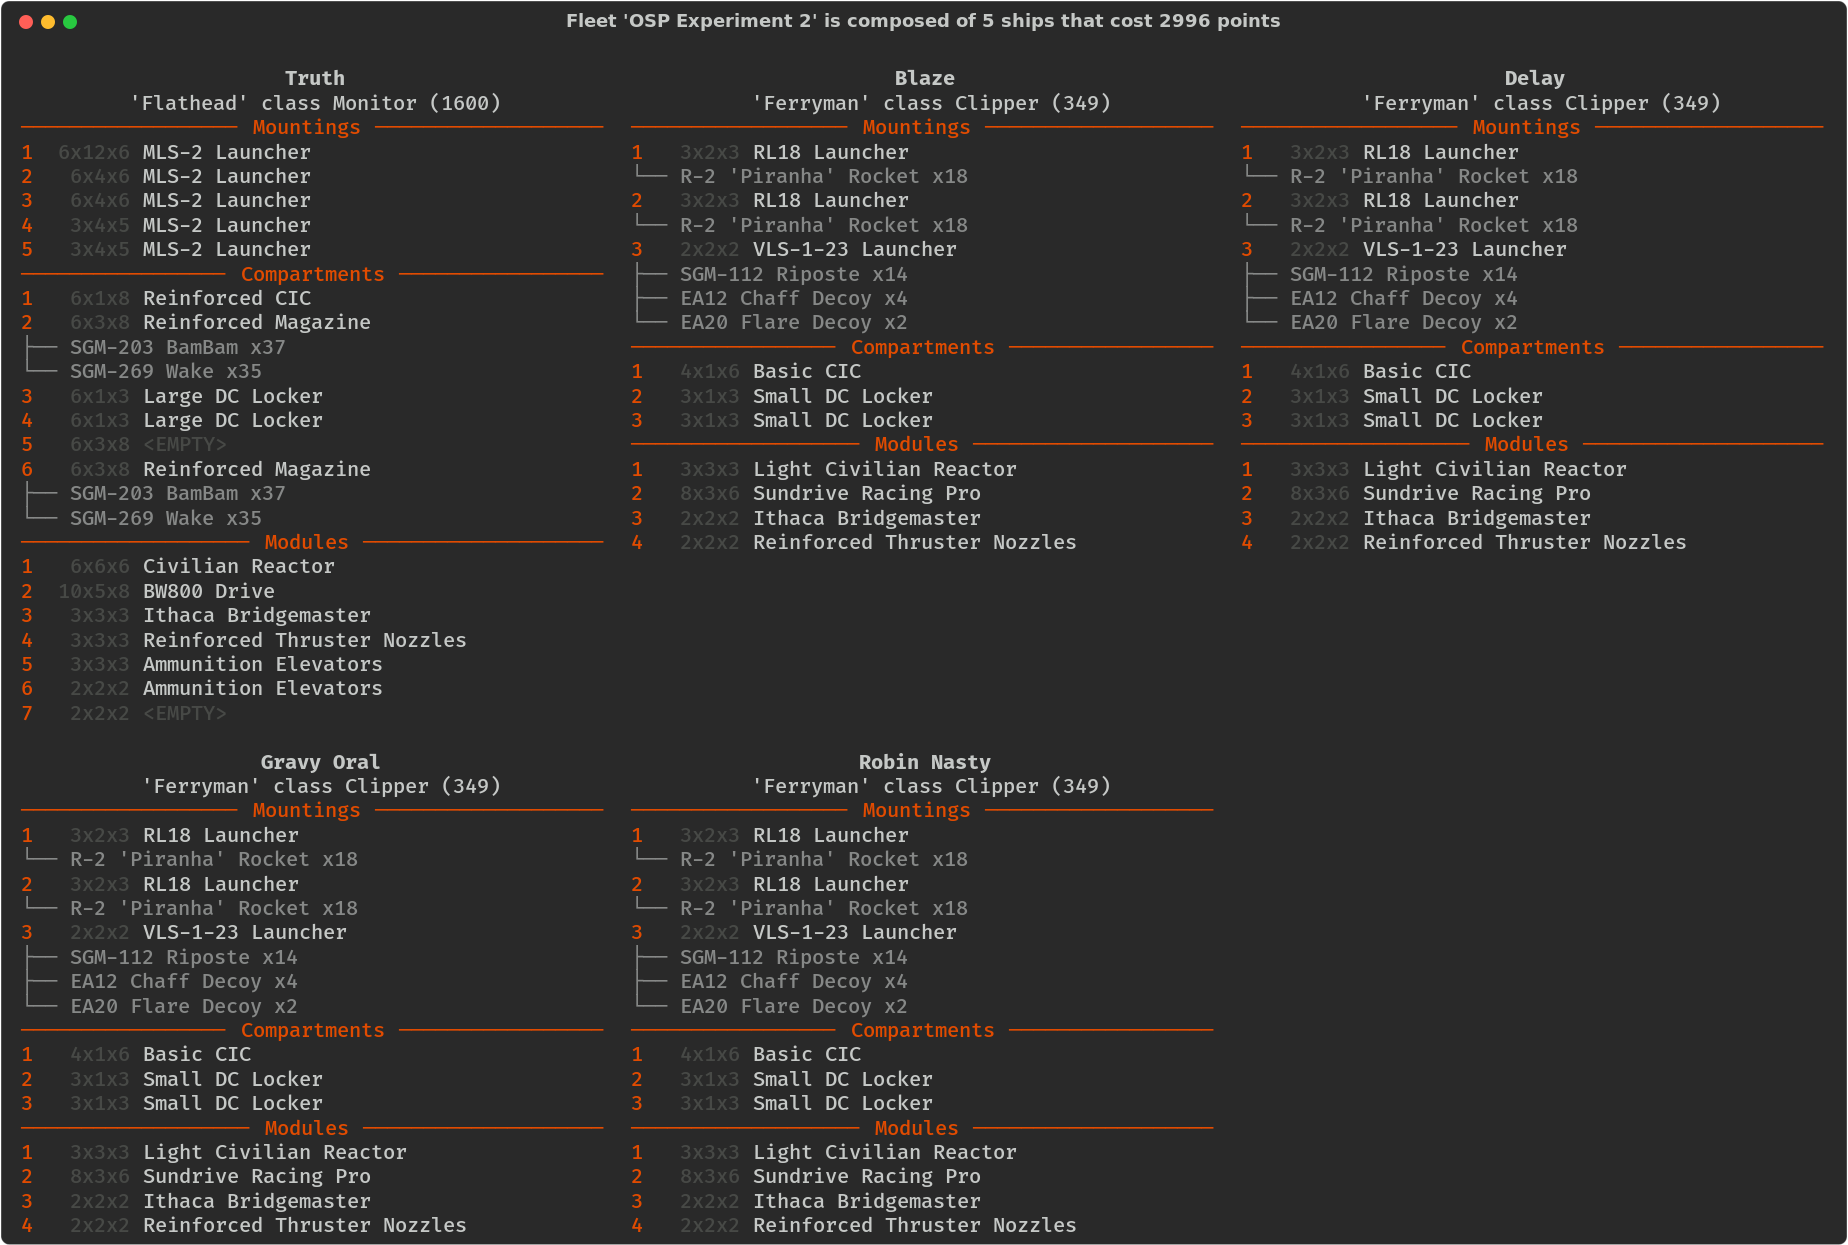 Fleet 'OSP Experiment 2' is composed of 5 ships that cost 2996 points
Truth
'Flathead' class Monitor (1600)
Mountings
1 6x12x6 MLS-2 Launcher
2 6x4x6 MLS-2 Launcher
3 6x4x6 MLS-2 Launcher
4 3x4x5 MLS-2 Launcher
5 3x4x5 MLS-2 Launcher
Compartments
1 6x1x8 Reinforced CIC
2 6x3x8 Reinforced Magazine
SGM-203 BamBam x37
SGM-269 Wake x35
3 6x1x3 Large DC Locker
4 6x1x3 Large DC Locker
5 6x3x8 <EMPTY>
6 6x3x8 Reinforced Magazine
SGM-203 BamBam x37
SGM-269 Wake x35
Modules
1 6x6x6 Civilian Reactor
2 10x5x8 BW800 Drive
3 3x3x3 Ithaca Bridgemaster
4 3x3x3 Reinforced Thruster Nozzles
5 3x3x3 Ammunition Elevators
6 2x2x2 Ammunition Elevators
7 2x2x2 <EMPTY>
Blaze
'Ferryman' class Clipper (349)
Mountings
1 3x2x3 RL18 Launcher
R-2 'Piranha' Rocket x18
2 3x2x3 RL18 Launcher
R-2 'Piranha' Rocket x18
3 2x2x2 VLS-1-23 Launcher
SGM-112 Riposte x14
EA12 Chaff Decoy x4
EA20 Flare Decoy x2
Compartments
1 4x1x6 Basic CIC
2 3x1x3 Small DC Locker
3 3x1x3 Small DC Locker
Modules
1 3x3x3 Light Civilian Reactor
2 8x3x6 Sundrive Racing Pro
3 2x2x2 Ithaca Bridgemaster
4 2x2x2 Reinforced Thruster Nozzles
Delay
'Ferryman' class Clipper (349)
Mountings
1 3x2x3 RL18 Launcher
R-2 'Piranha' Rocket x18
2 3x2x3 RL18 Launcher
R-2 'Piranha' Rocket x18
3 2x2x2 VLS-1-23 Launcher
SGM-112 Riposte x14
EA12 Chaff Decoy x4
EA20 Flare Decoy x2
Compartments
1 4x1x6 Basic CIC
2 3x1x3 Small DC Locker
3 3x1x3 Small DC Locker
Modules
1 3x3x3 Light Civilian Reactor
2 8x3x6 Sundrive Racing Pro
3 2x2x2 Ithaca Bridgemaster
4 2x2x2 Reinforced Thruster Nozzles
Gravy Oral
'Ferryman' class Clipper (349)
Mountings
1 3x2x3 RL18 Launcher
R-2 'Piranha' Rocket x18
2 3x2x3 RL18 Launcher
R-2 'Piranha' Rocket x18
3 2x2x2 VLS-1-23 Launcher
SGM-112 Riposte x14
EA12 Chaff Decoy x4
EA20 Flare Decoy x2
Compartments
1 4x1x6 Basic CIC
2 3x1x3 Small DC Locker
3 3x1x3 Small DC Locker
Modules
1 3x3x3 Light Civilian Reactor
2 8x3x6 Sundrive Racing Pro
3 2x2x2 Ithaca Bridgemaster
4 2x2x2 Reinforced Thruster Nozzles
Robin Nasty
'Ferryman' class Clipper (349)
Mountings
1 3x2x3 RL18 Launcher
R-2 'Piranha' Rocket x18
2 3x2x3 RL18 Launcher
R-2 'Piranha' Rocket x18
3 2x2x2 VLS-1-23 Launcher
SGM-112 Riposte x14
EA12 Chaff Decoy x4
EA20 Flare Decoy x2
Compartments
1 4x1x6 Basic CIC
2 3x1x3 Small DC Locker
3 3x1x3 Small DC Locker
Modules
1 3x3x3 Light Civilian Reactor
2 8x3x6 Sundrive Racing Pro
3 2x2x2 Ithaca Bridgemaster
4 2x2x2 Reinforced Thruster Nozzles